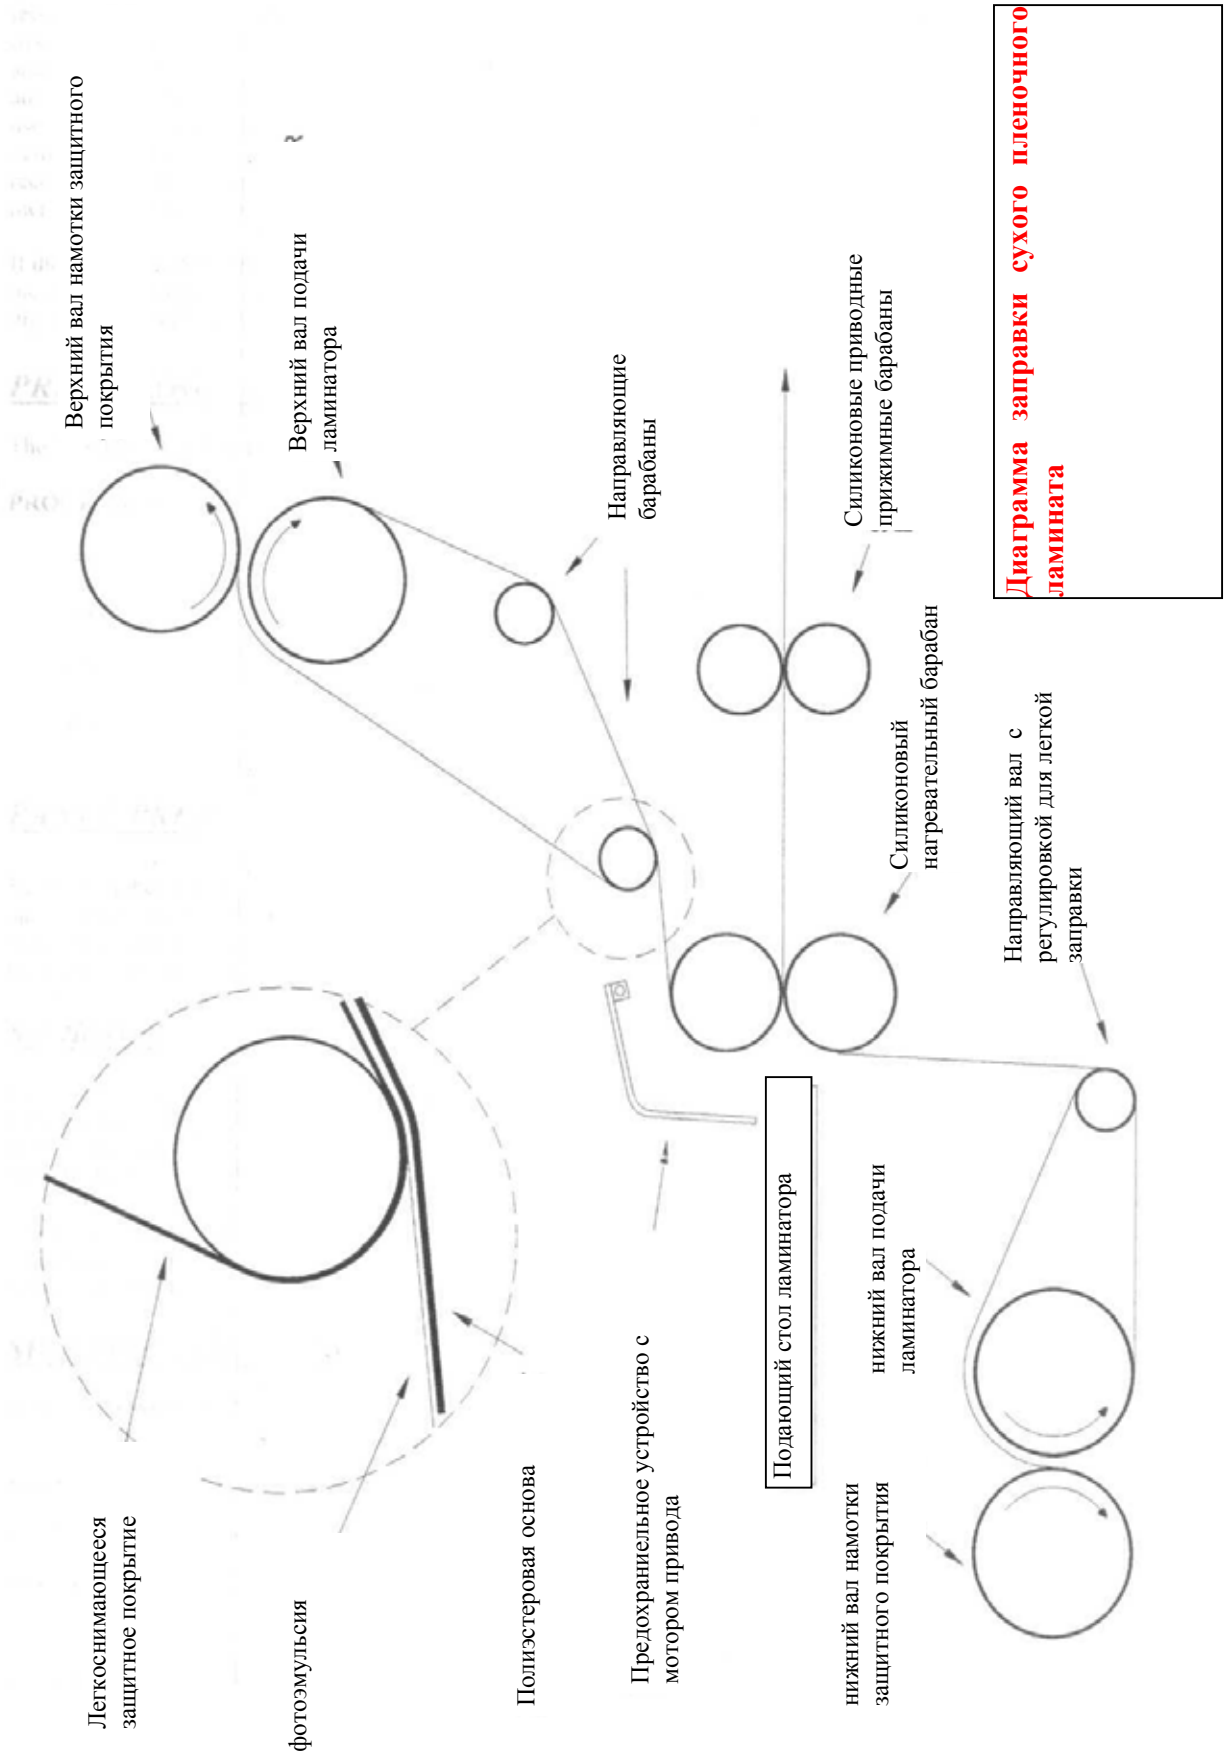 Диаграмма заправки сухого пленочного
ламината
Верхний вал намотки защитного
покрытия
Верхний вал подачи
ламинатора
Направляющие
барабаны
Силиконовые приводные
прижимные барабаны
Силиконовый
нагревательный барабан
Направляющий вал с
регулировкой для легкой
заправки
Легкоснимающееся
защитное покрытие
фотоэмульсия
Полиэстеровая основа
Предохраниельное устройство с
мотором привода
Подающий стол ламинатора
нижний вал подачи
ламинатора
нижний вал намотки
защитного покрытия